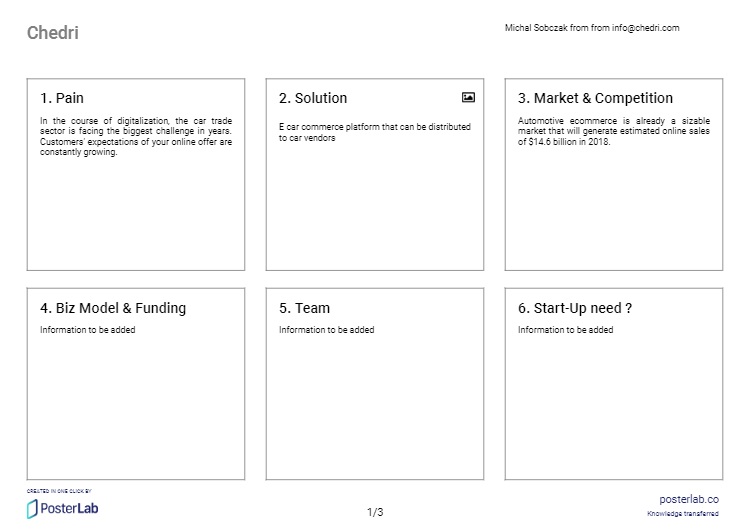 Chedri
Michal Sobczak from from info@chedri.com
1. Pain
In the course of digitalization, the car trade
sector is facing the biggest challenge in years.
Customers' expectations of your online offer are
constantly growing.
2. Solution
E car commerce platform that can be distributed
to car vendors
3. Market & Competition
Automotive ecommerce is already a sizable
market that will generate estimated online sales
of $14.6 billion in 2018.
4. Biz Model & Funding
Information to be added
5. Team
Information to be added
6. Start-Up need ?
Information to be added
CREATED IN ONE CLICK BY
PosterLab
1/3
posterlab.co
Knowledge transferred